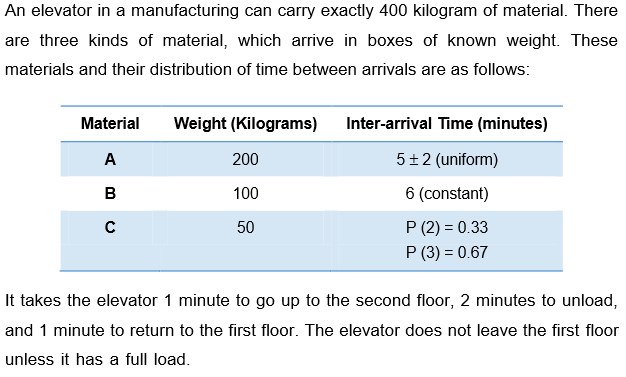 An elevator in a manufacturing can carry exactly 400 kilogram of material. There
are three kinds of material, which arrive in boxes of known weight. These
materials and their distribution of time between arrivals are as follows:
Material Weight (Kilograms) Inter-arrival Time (minutes)
A 200 5 ± 2 (uniform)
B 100 6 (constant)
C 50 P (2) = 0.33
P (3) = 0.67
It takes the elevator 1 minute to go up to the second floor, 2 minutes to unload,
and 1 minute to return to the first floor. The elevator does not leave the first floor
unless it has a full load.